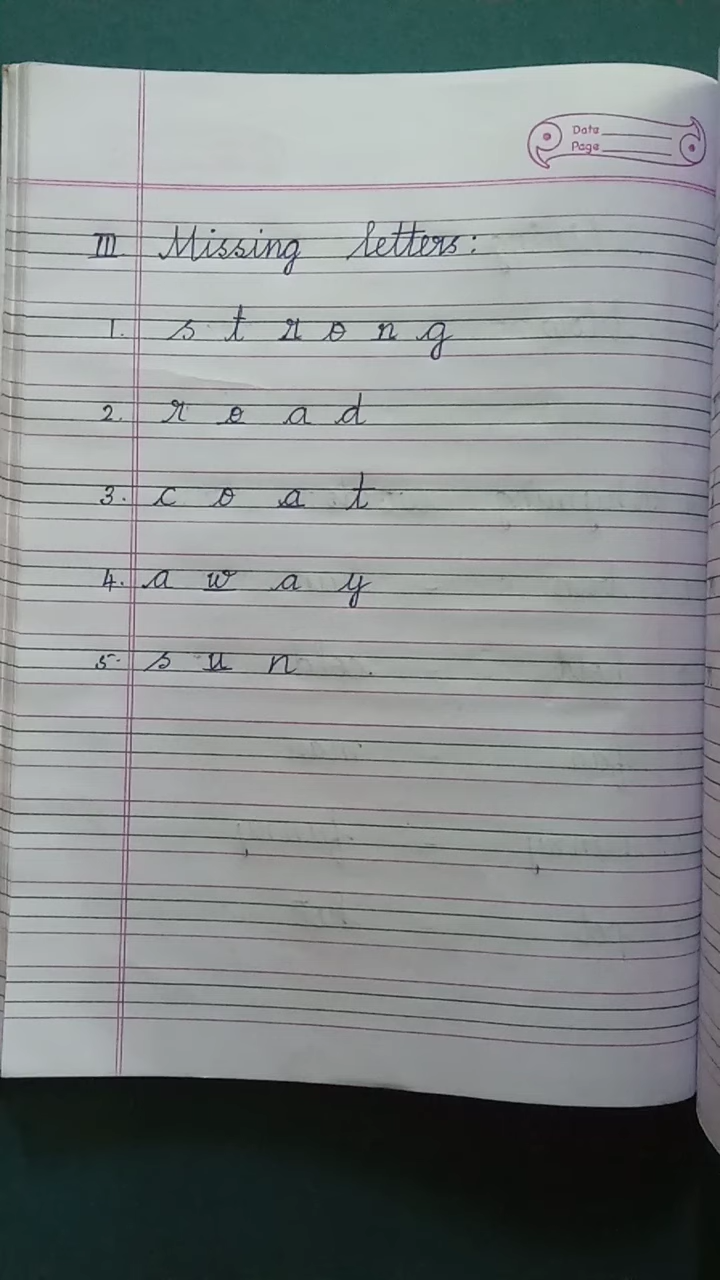 Date
Page
III Missing letters:
1. s t r o n g
2. r o a d
3. c o a t
4. a w a y
5. s u n